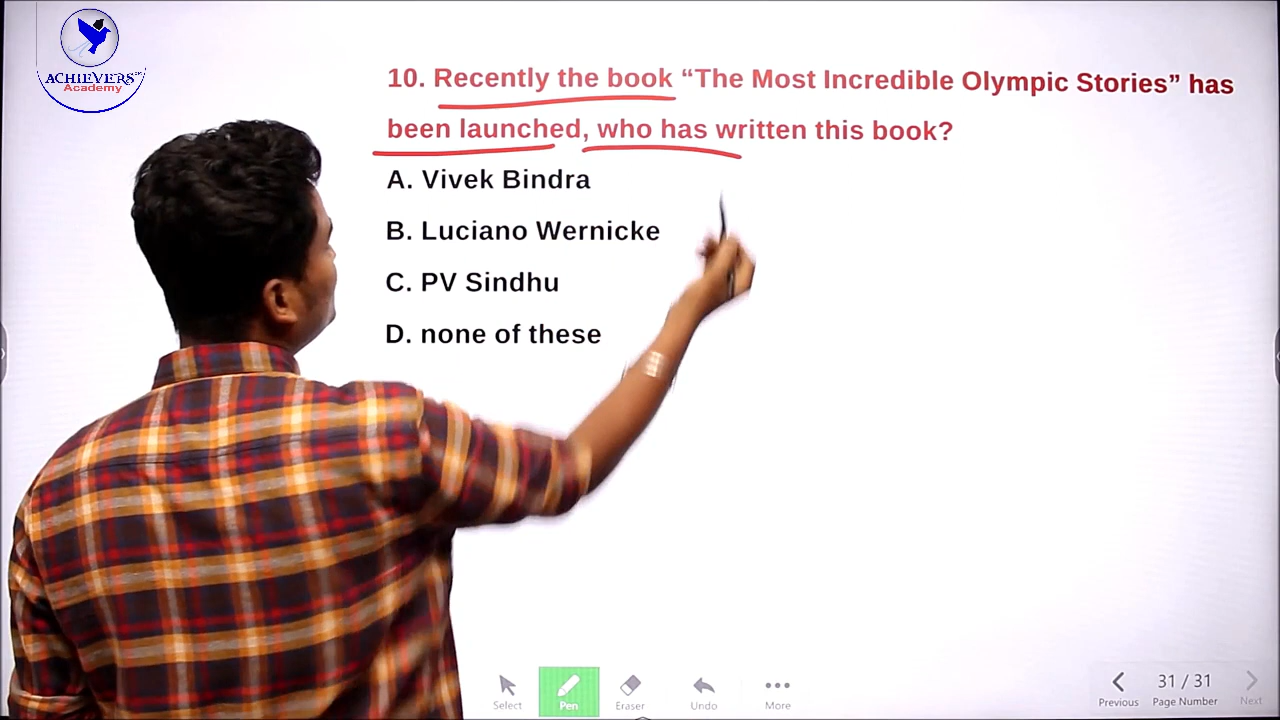 ACHIEVERS
Academy
10. Recently the book “The Most Incredible Olympic Stories” has
been launched, who has written this book?
A. Vivek Bindra
B. Luciano Wernicke
C. PV Sindhu
D. none of these
Select
Pen
Eraser
Undo
More
Previous
31 / 31
Page Number
Next